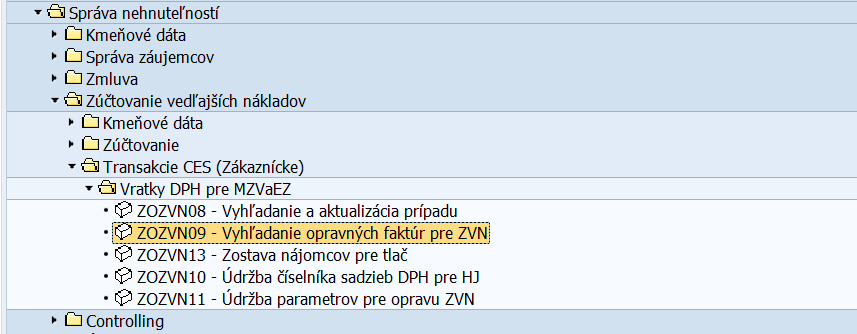 Správa nehnuteľností
Kmeňové dáta
Správa záujemcov
Zmluva
Zúčtovanie vedľajších nákladov
Kmeňové dáta
Zúčtovanie
Transakcie CES (Zákaznícke)
Vratky DPH pre MZVaEZ
ZOZVN08 - Vyhľadanie a aktualizácia prípadu
ZOZVN09 - Vyhľadanie opravných faktúr pre ZVN
ZOZVN13 - Zostava nájomcov pre tlač
ZOZVN10 - Údržba číselníka sadzieb DPH pre HJ
ZOZVN11 - Údržba parametrov pre opravu ZVN
Controlling